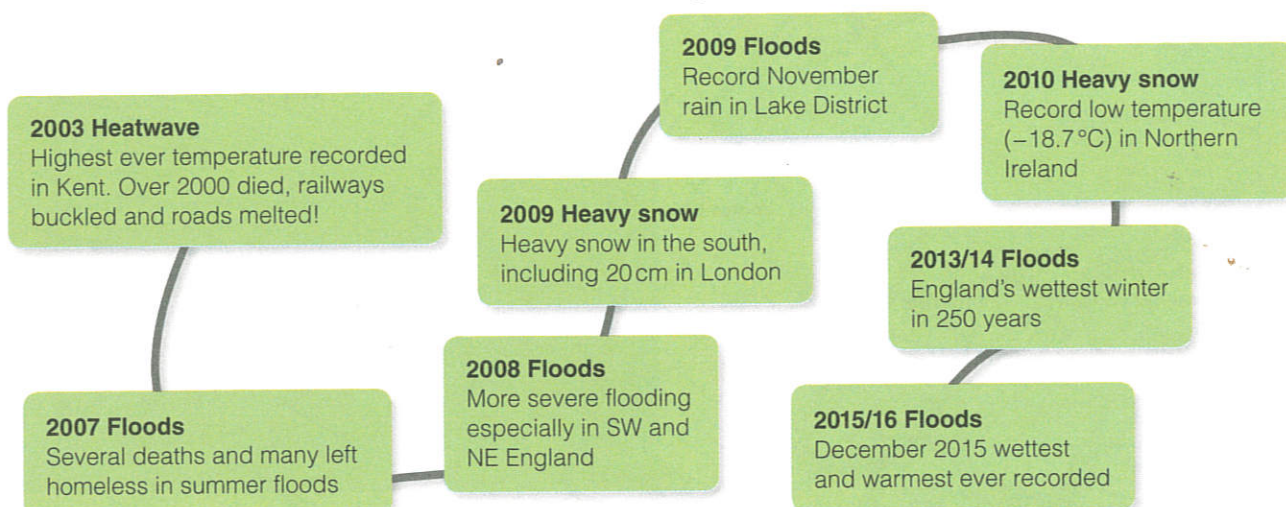 2003 Heatwave
Highest ever temperature recorded
in Kent. Over 2000 died, railways
buckled and roads melted!
2007 Floods
Several deaths and many left
homeless in summer floods
2008 Floods
More severe flooding
especially in SW and
NE England
2009 Heavy snow
Heavy snow in the south,
including 20 cm in London
2009 Floods
Record November
rain in Lake District
2010 Heavy snow
Record low temperature
(−18.7 °C) in Northern
Ireland
2013/14 Floods
England's wettest winter
in 250 years
2015/16 Floods
December 2015 wettest
and warmest ever recorded